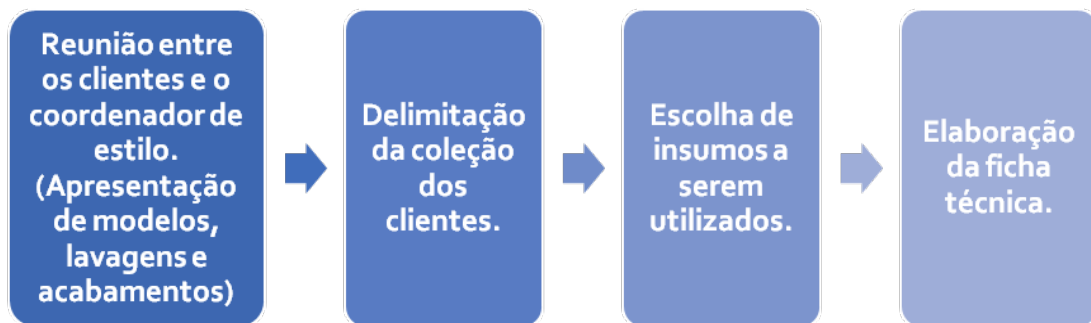 Reunião entre
os clientes e o
coordenador de
estilo.
(Apresentação
de modelos,
lavagens e
acabamentos)
Delimitação
da coleção
dos
clientes.
Escolha de
insumos a
serem
utilizados.
Elaboração
da ficha
técnica.